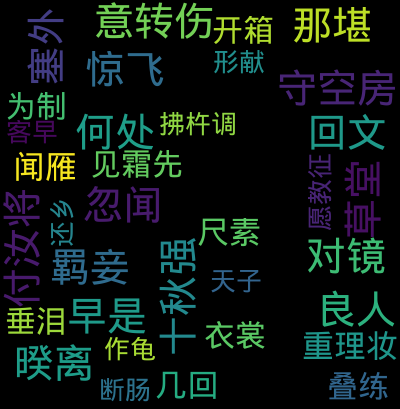 塞外
意转伤
开箱
那堪
惊飞
形献
守空房
为制
客早
何处
拂杵调
回文
闻雁
见霜先
愿教征
草堂
付汝将
还乡
忽闻
尺素
对镜
羁妾
十秋强
天子
良人
垂泪
早是
衣裳
重理妆
暌离
作龟
断肠
几回
叠练